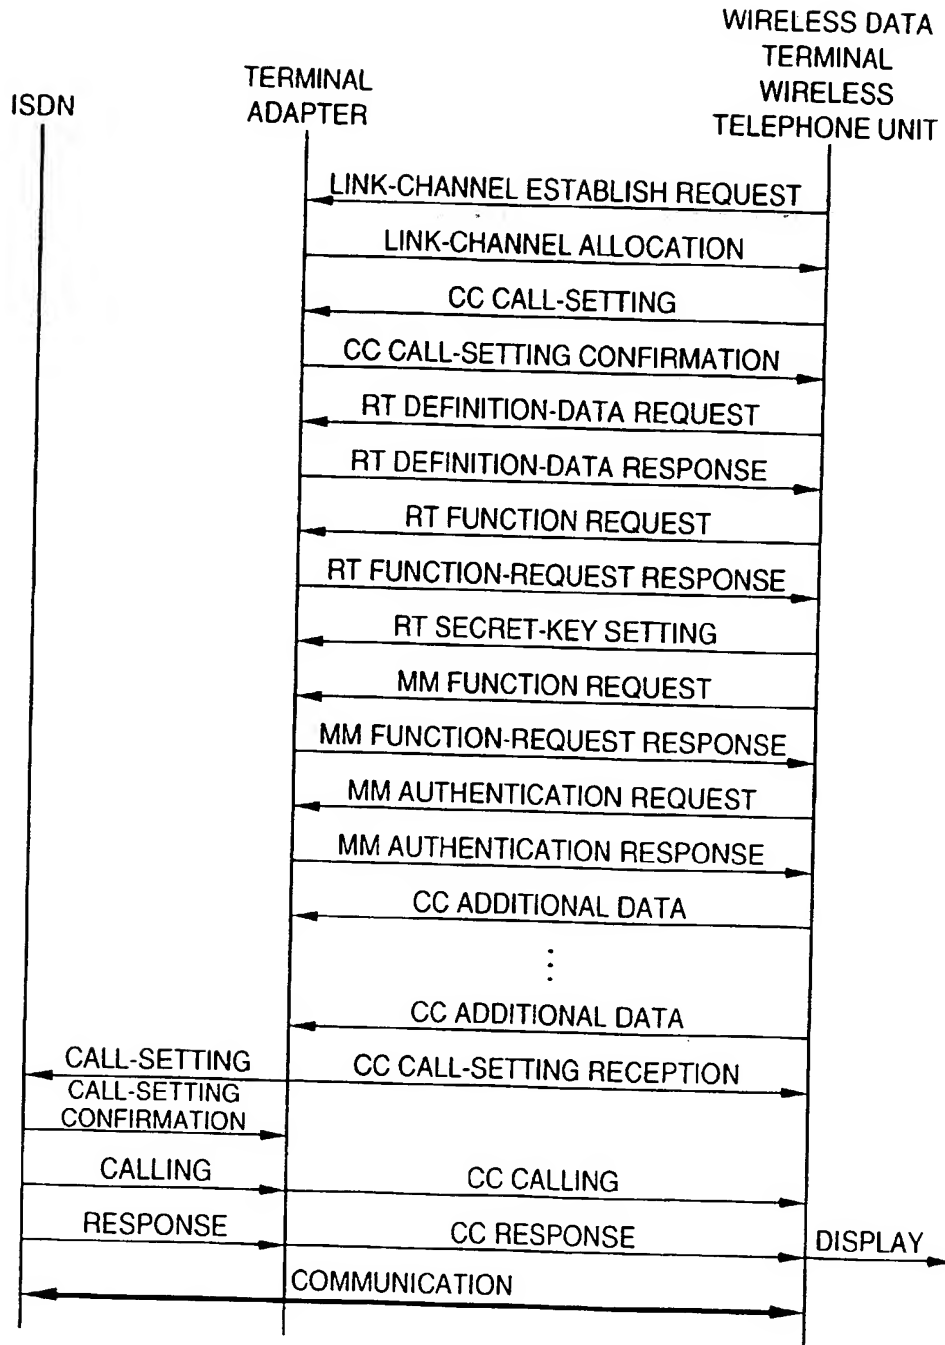 WIRELESS DATA
TERMINAL
WIRELESS
TELEPHONE UNIT
TERMINAL
ADAPTER
ISDN
LINK-CHANNEL ESTABLISH REQUEST
LINK-CHANNEL ALLOCATION
CC CALL-SETTING
CC CALL-SETTING CONFIRMATION
RT DEFINITION-DATA REQUEST
RT DEFINITION-DATA RESPONSE
RT FUNCTION REQUEST
RT FUNCTION-REQUEST RESPONSE
RT SECRET-KEY SETTING
MM FUNCTION REQUEST
MM FUNCTION-REQUEST RESPONSE
MM AUTHENTICATION REQUEST
MM AUTHENTICATION RESPONSE
CC ADDITIONAL DATA
CC ADDITIONAL DATA
CALL-SETTING
CC CALL-SETTING RECEPTION
CALL-SETTING
CONFIRMATION
CALLING
CC CALLING
RESPONSE
CC RESPONSE
DISPLAY
COMMUNICATION